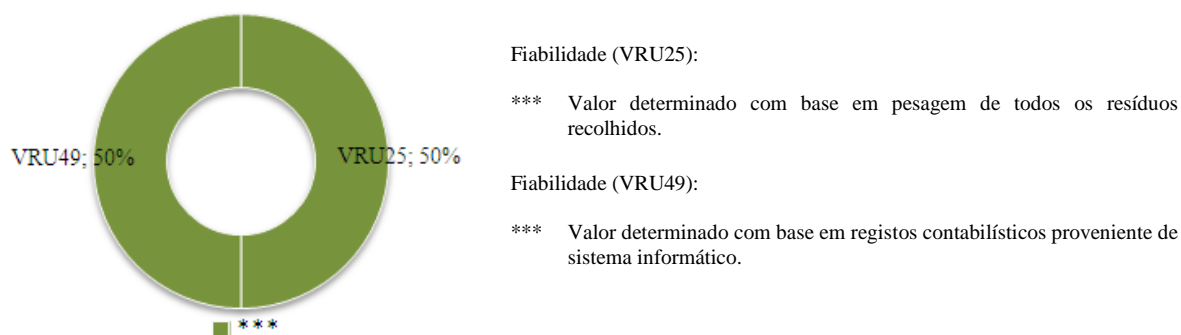 VRU49; 50%
VRU25; 50%
***
Fiabilidade (VRU25):
*** Valor determinado com base em pesagem de todos os resíduos
recolhidos.
Fiabilidade (VRU49):
*** Valor determinado com base em registos contabilísticos proveniente de
sistema informático.